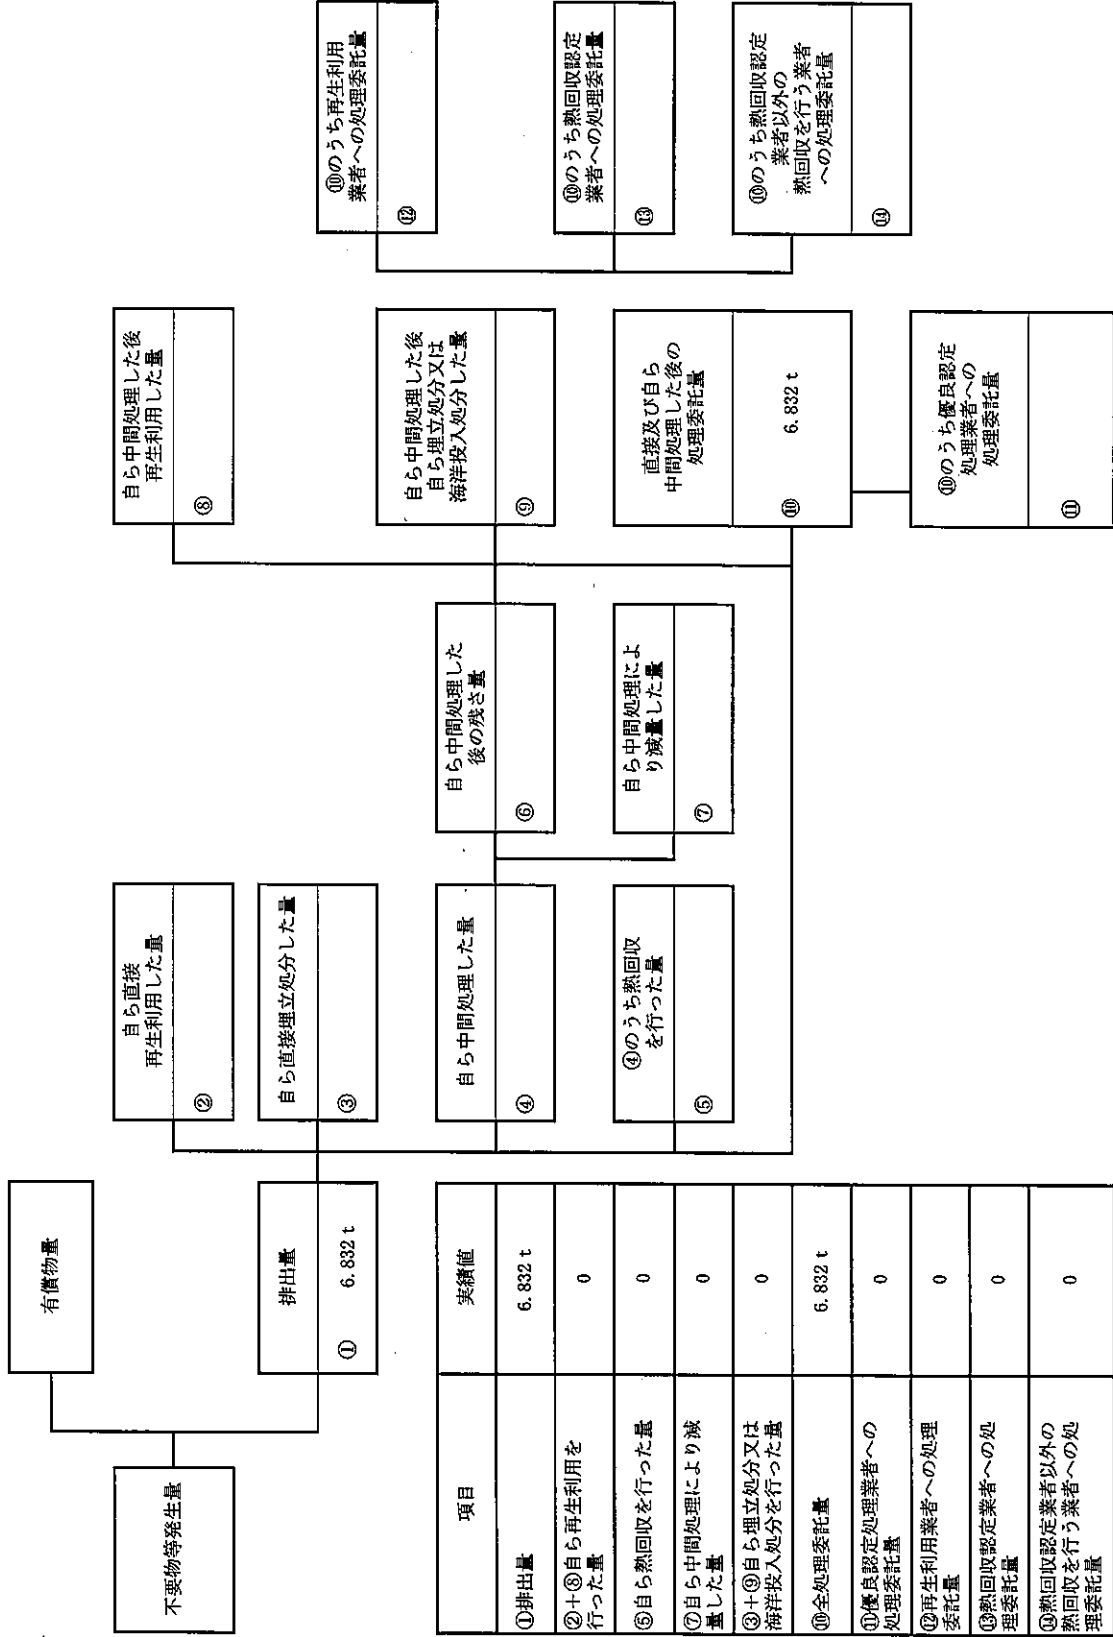 不要物等発生量
有償物量
排出量
① 6.832 t
自ら直接
再生利用した量
②
自ら直接埋立処分した量
③
自ら中間処理した量
④
④のうち熱回収
を行った量
⑤
自ら中間処理した
後の残さ量
⑥
自ら中間処理によ
り減量した量
⑦
自ら中間処理した後
再生利用した量
⑧
自ら中間処理した後
自ら埋立処分又は
海洋投入処分した量
⑨
直接及び自ら
中間処理した後の
処理委託量
⑩ 6.832 t
⑩のうち優良認定
処理業者への
処理委託量
⑪
⑩のうち再生利用
業者への処理委託量
⑫
⑩のうち熱回収認定
業者への処理委託量
⑬
⑩のうち熱回収認定
業者以外の
熱回収を行う業者
への処理委託量
⑭
項目 実績値
①排出量 6.832 t
②+⑧自ら再生利用を
行った量 0
⑤自ら熱回収を行った量 0
⑦自ら中間処理により減
量した量 0
③+⑨自ら埋立処分又は
海洋投入処分を行った量 0
⑩全処理委託量 6.832 t
⑪優良認定処理業者への
処理委託量 0
⑫再生利用業者への処理
委託量 0
⑬熱回収認定業者への処
理委託量 0
⑭熱回収認定業者以外の
熱回収を行う業者への処
理委託量 0